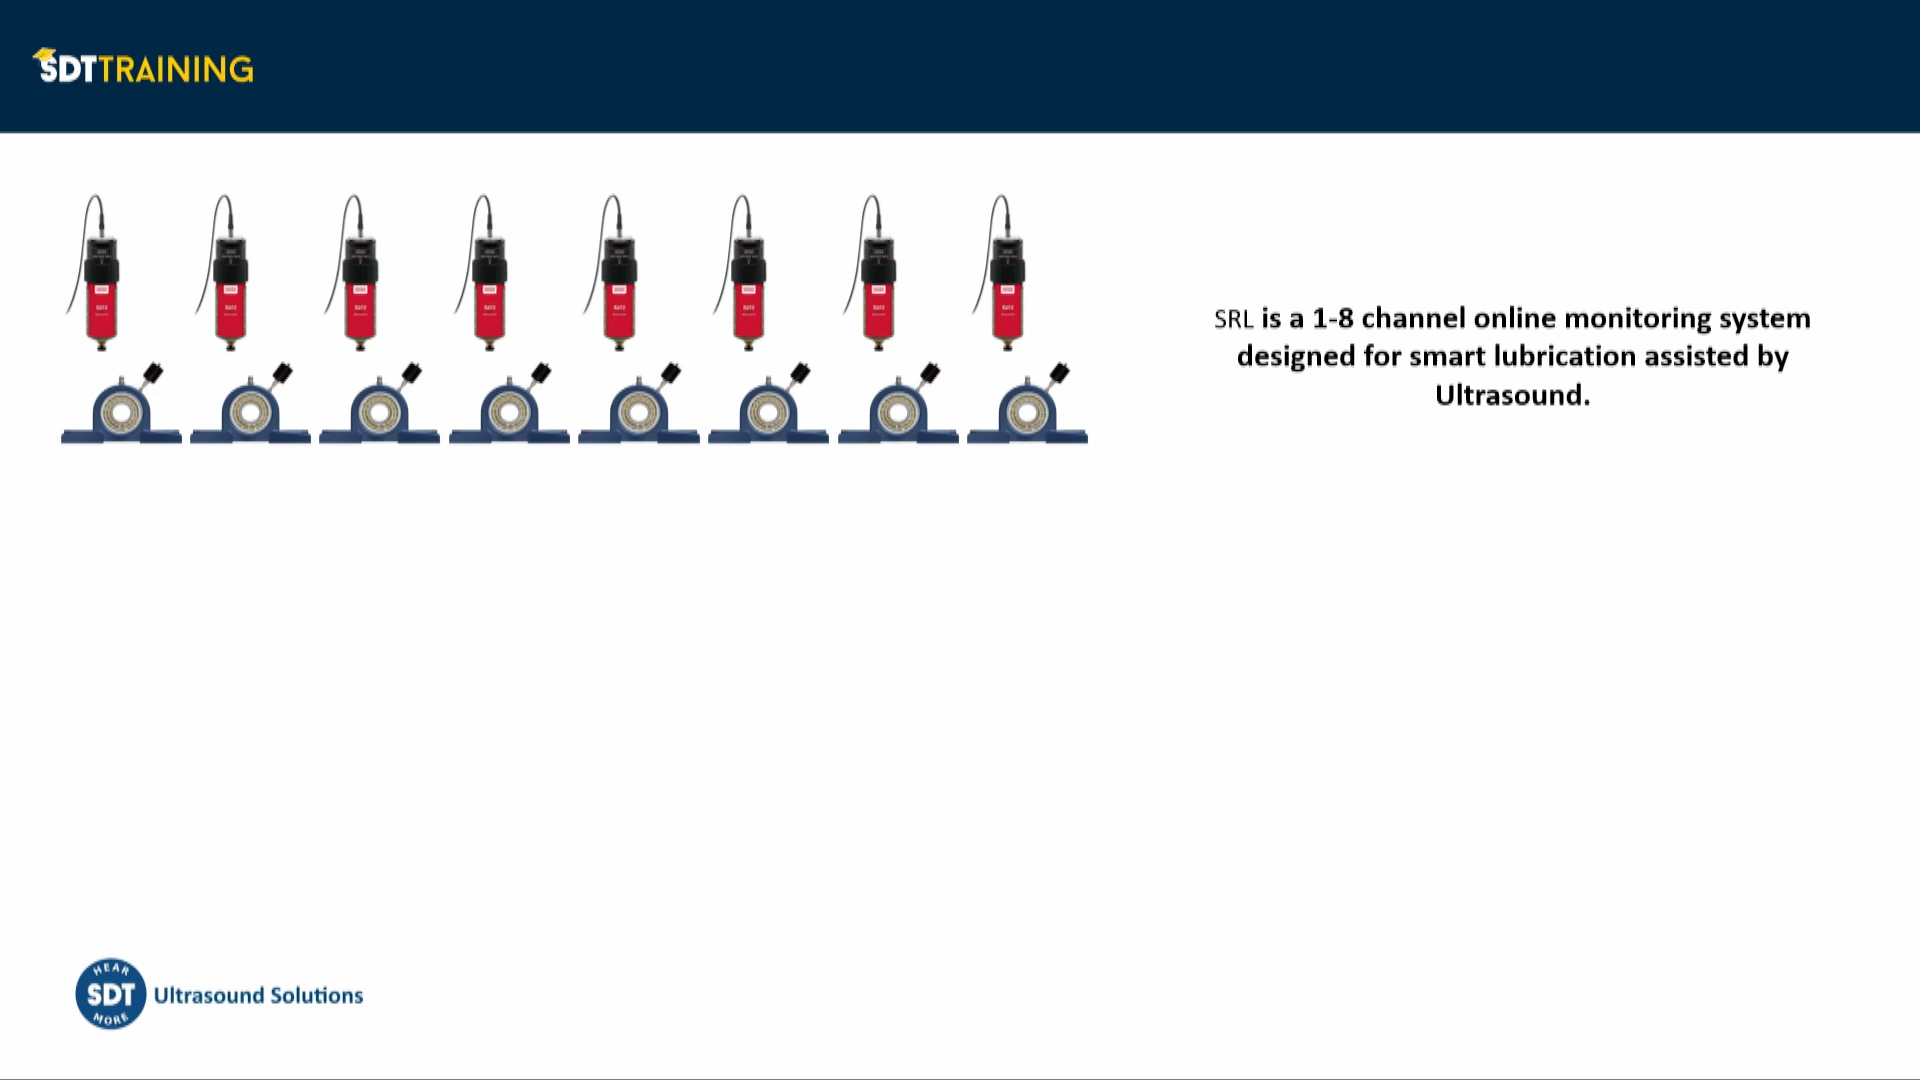 SDTTRAINING
SRL is a 1-8 channel online monitoring system
designed for smart lubrication assisted by
Ultrasound.
HEAR
SDT
MORE
Ultrasound Solutions